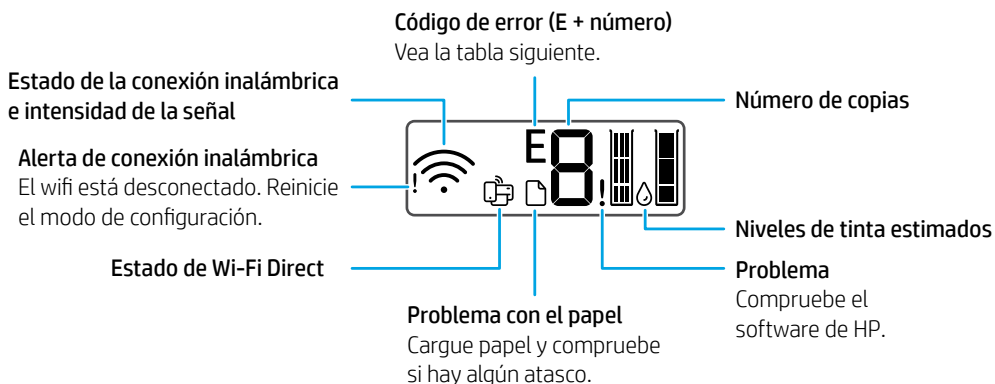 Código de error (E + número)
Vea la tabla siguiente.
Estado de la conexión inalámbrica
e intensidad de la señal
Número de copias
E8
!
Alerta de conexión inalámbrica
El wifi está desconectado. Reinicie
el modo de configuración.
!
Niveles de tinta estimados
Estado de Wi-Fi Direct
Problema
Compruebe el
software de HP.
Problema con el papel
Cargue papel y compruebe
si hay algún atasco.